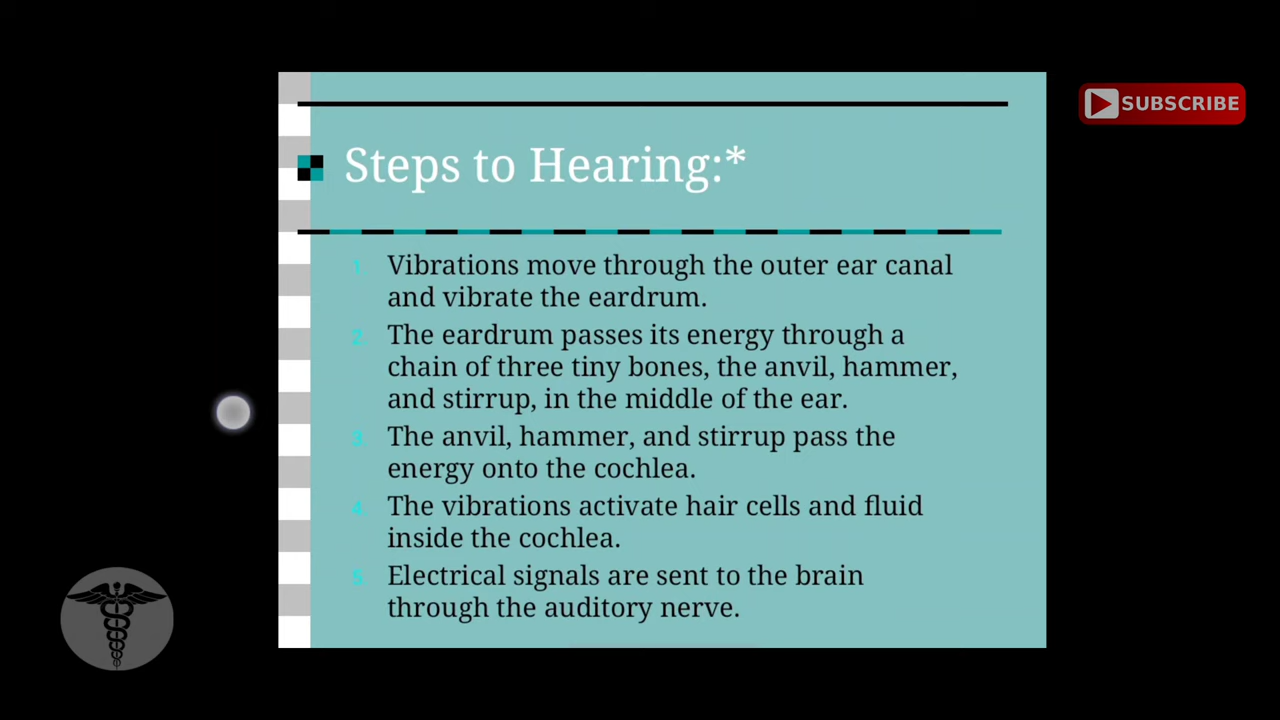 SUBSCRIBE
Steps to Hearing:*
1. Vibrations move through the outer ear canal
and vibrate the eardrum.
2. The eardrum passes its energy through a
chain of three tiny bones, the anvil, hammer,
and stirrup, in the middle of the ear.
3. The anvil, hammer, and stirrup pass the
energy onto the cochlea.
4. The vibrations activate hair cells and fluid
inside the cochlea.
5. Electrical signals are sent to the brain
through the auditory nerve.